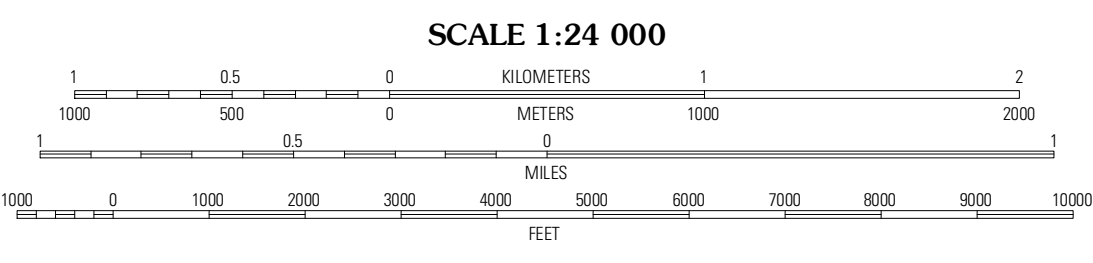 SCALE 1:24 000
1 0.5 0 KILOMETERS 1 2
1000 500 0 METERS 1000 2000
1 0.5 0 1
MILES
1000 0 1000 2000 3000 4000 5000 6000 7000 8000 9000 10000
FEET